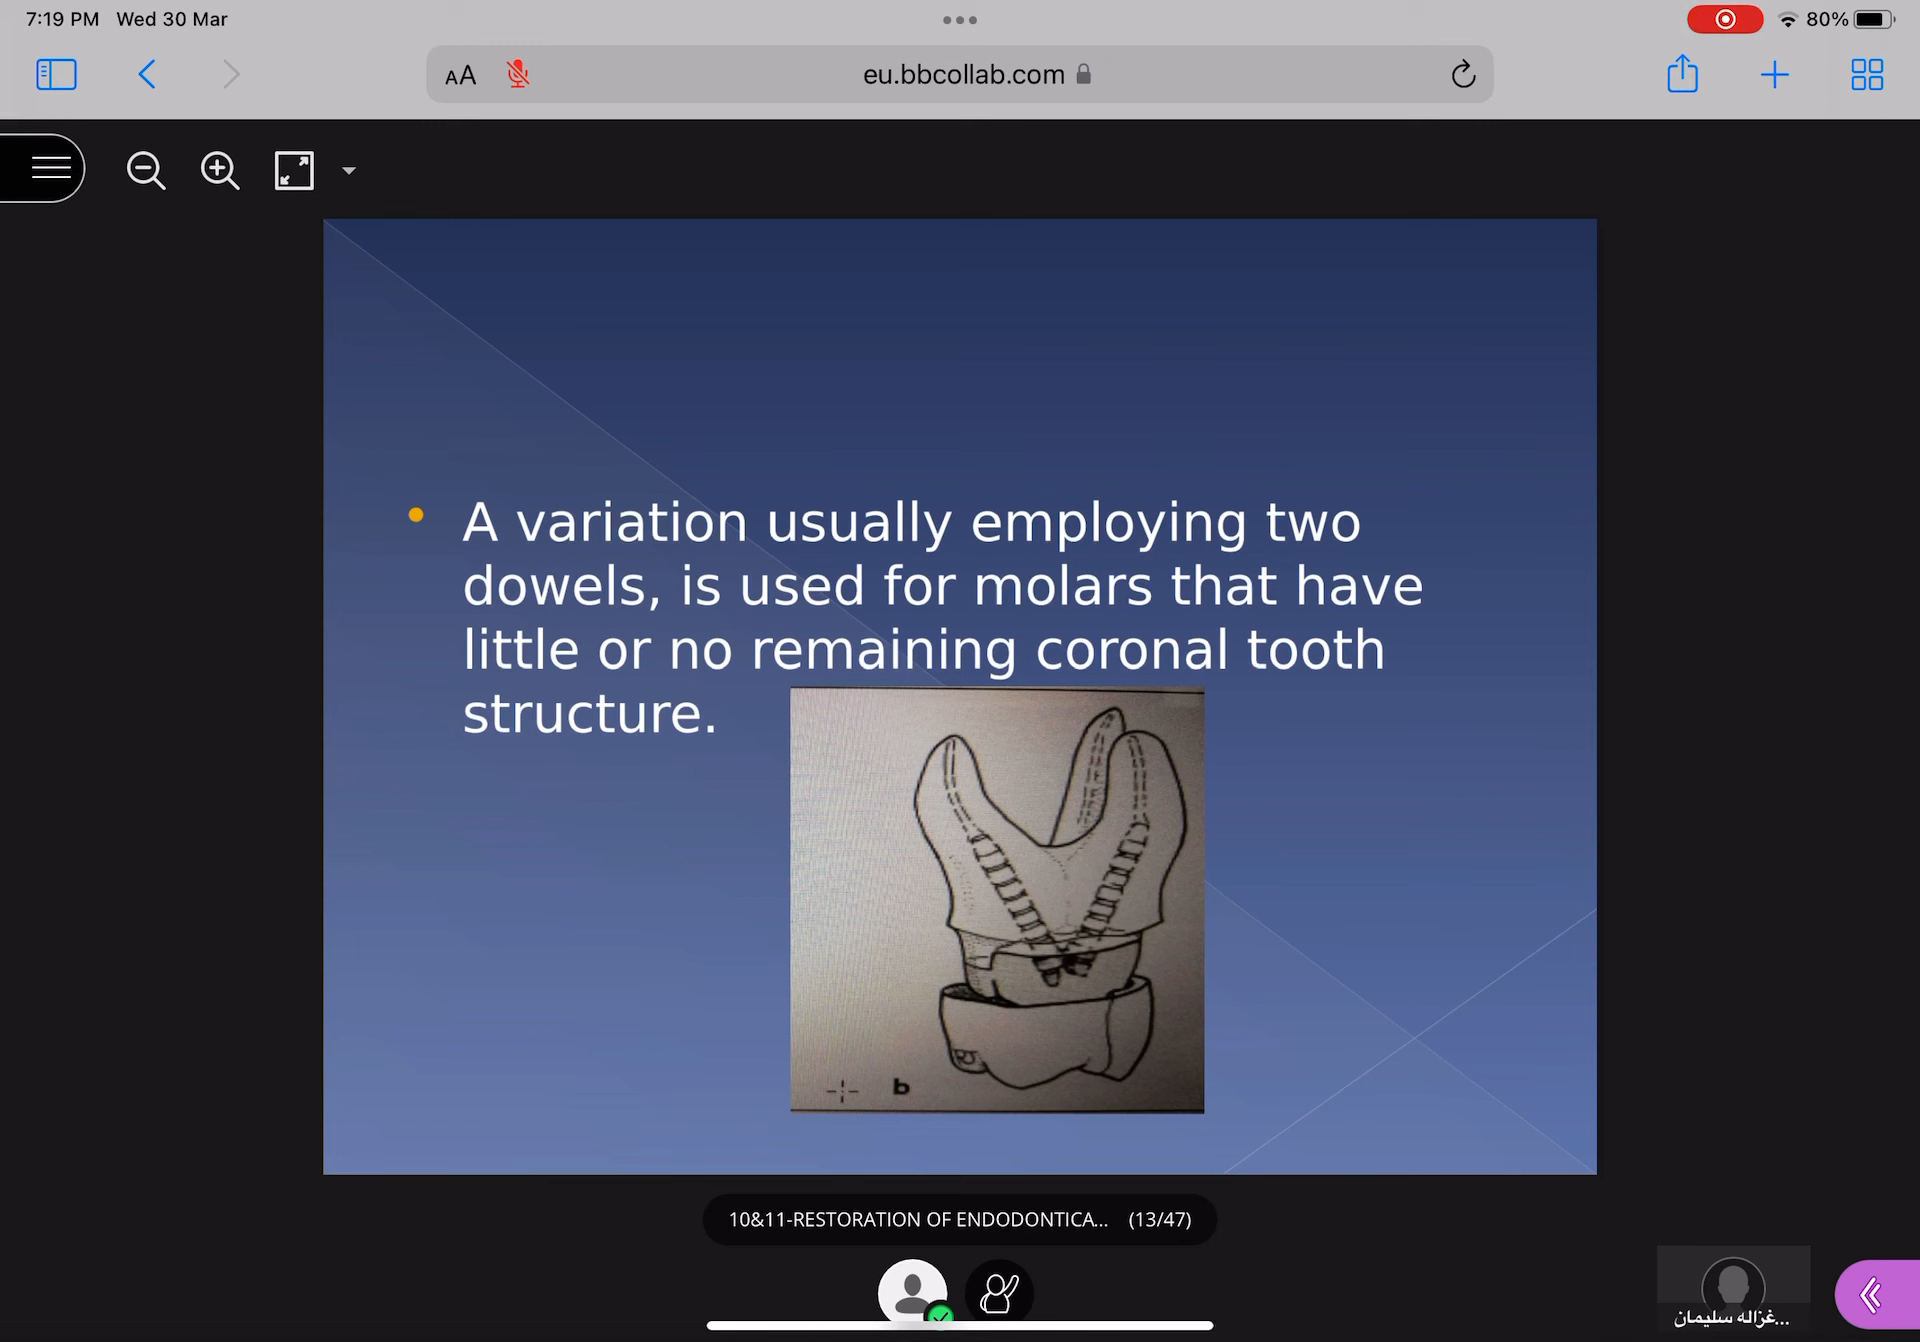 7:19 PM Wed 30 Mar
80%
AA
eu.bbcollab.com
A variation usually employing two
dowels, is used for molars that have
little or no remaining coronal tooth
structure.
b
10&11-RESTORATION OF ENDODONTICA... (13/47)
غزاله سليمان...